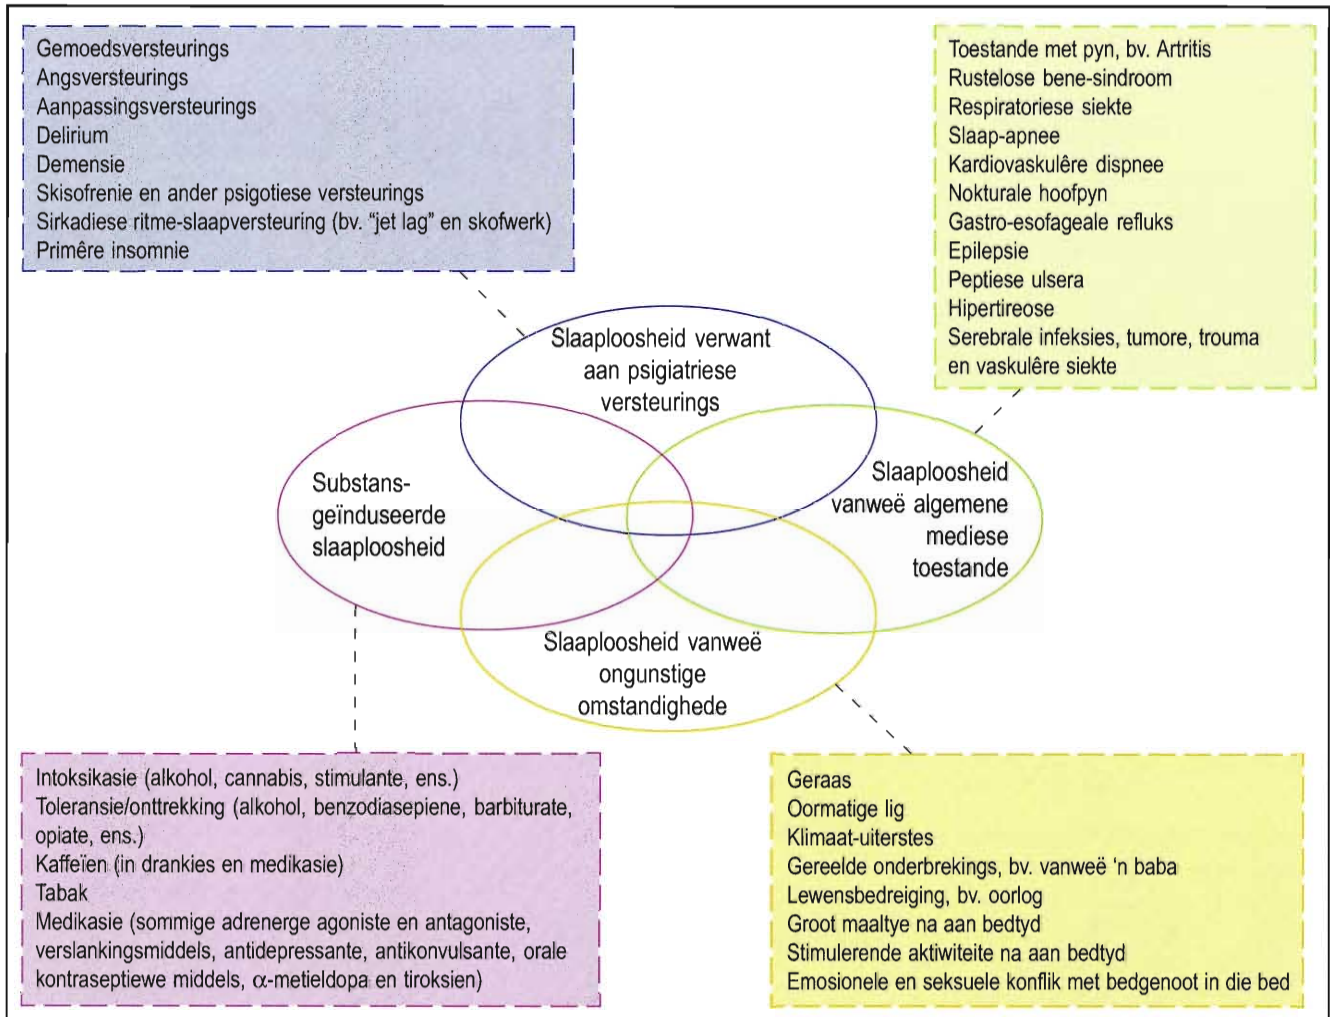 Gemoedsversteurings
Angsversteurings
Aanpassingsversteurings
Delirium
Demensie
Skisofrenie en ander psigotiese versteurings
Sirkadiese ritme-slaapversteuring (bv. “jet lag” en skofwerk)
Primêre insomnie
Toestande met pyn, bv. Artritis
Rustelose bene-sindroom
Respiratoriese siekte
Slaap-apnee
Kardiovaskulêre dispnee
Nokturale hoofpyn
Gastro-esofageale refluks
Epilepsie
Peptiese ulsera
Hipertireose
Serebrale infeksies, tumore, trauma
en vaskulêre siekte
Slaaploosheid verwant
aan psigiatriese
versteurings
Substans-
geïnduseerde
slaaploosheid
Slaaploosheid
vanweë algemene
mediese
toestande
Slaaploosheid vanweë
ongunstige
omstandighede
Intoksikasie (alkohol, cannabis, stimulante, ens.)
Toleransie/onttrekking (alkohol, benzodiasepiene, barbiturate,
opiate, ens.)
Kaffeïen (in drankies en medikasie)
Tabak
Medikasie (sommige adrenerge agoniste en antagoniste,
verslankingsmiddels, antidepressante, antikonvulsante, orale
kontraseptiewe middels, α-metieldopa en tiroksien)
Geraas
Oormatige lig
Klimaat-uiterstes
Gereelde onderbrekings, bv. vanweë ‘n baba
Lewensbedreiging, bv. oorlog
Groot maaltye na aan bedtyd
Stimulerende aktiwiteite na aan bedtyd
Emosionele en seksuele konflik met bedgenoot in die bed